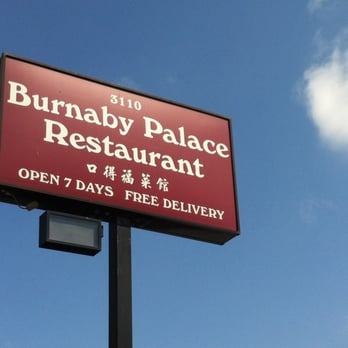 3110
Burnaby Palace
Restaurant
口得福菜館
OPEN 7 DAYS FREE DELIVERY